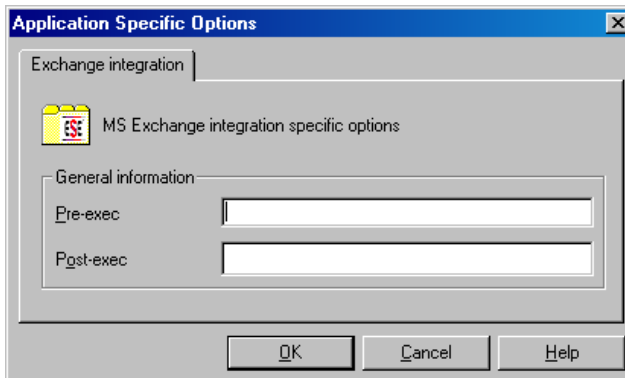 Application Specific Options
Exchange integration
ESE MS Exchange integration specific options
General information
Pre-exec
Post-exec
OK Cancel Help